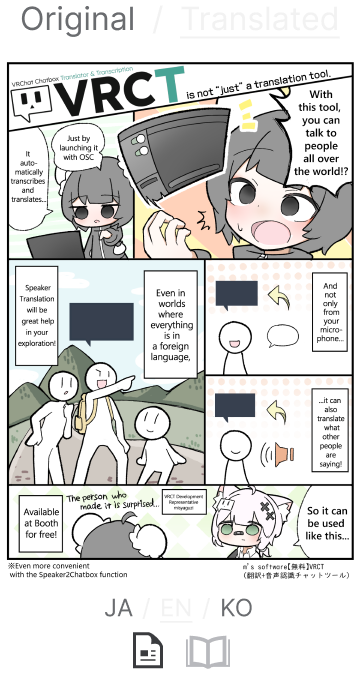 Original / Translated
VRChat Chatbox Translator & Transcription
VRCT
is not "just" a translation tool.
With
this tool,
you can
talk to
people
all over
the world!?
Just by
launching it
with OSC
It
auto-
matically
transcribes
and
translates...
Speaker
Translation
will be
great help
in your
exploration!
Even in
worlds
where
everything
is in
a foreign
language,
And
not
only
from
your
micro-
phone...
...it can
also
translate
what
other
people
are
saying!
Available
at Booth
for free!
The person who
made it is surprised...
VRCT Development
Representative
misyaguzi
So it can
be used
like this...
※Even more convenient
with the Speaker2Chatbox function
m's software【無料】VRCT
（翻訳+音声認識チャットツール）
JA / EN / KO